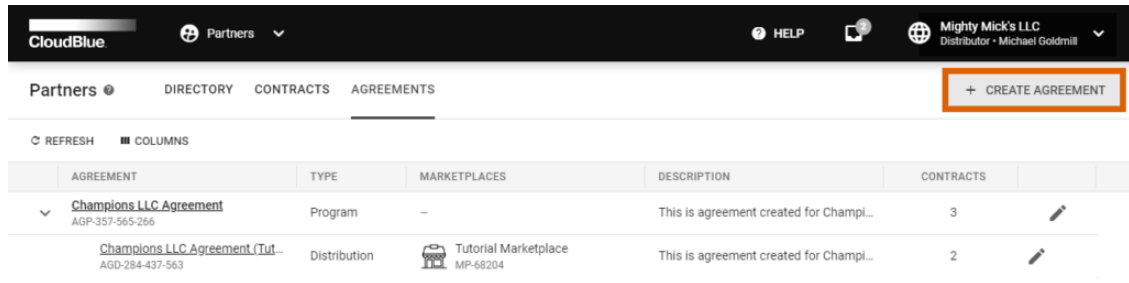 CloudBlue. Partners HELP 2 Mighty Mick's LLC
Distributor • Michael Goldmill
Partners DIRECTORY CONTRACTS AGREEMENTS + CREATE AGREEMENT
REFRESH COLUMNS
AGREEMENT TYPE MARKETPLACES DESCRIPTION CONTRACTS
Champions LLC Agreement Program – This is agreement created for Champi... 3
AGP-357-565-266
Champions LLC Agreement (Tut... Distribution Tutorial Marketplace This is agreement created for Champi... 2
AGD-284-437-563 MP-68204